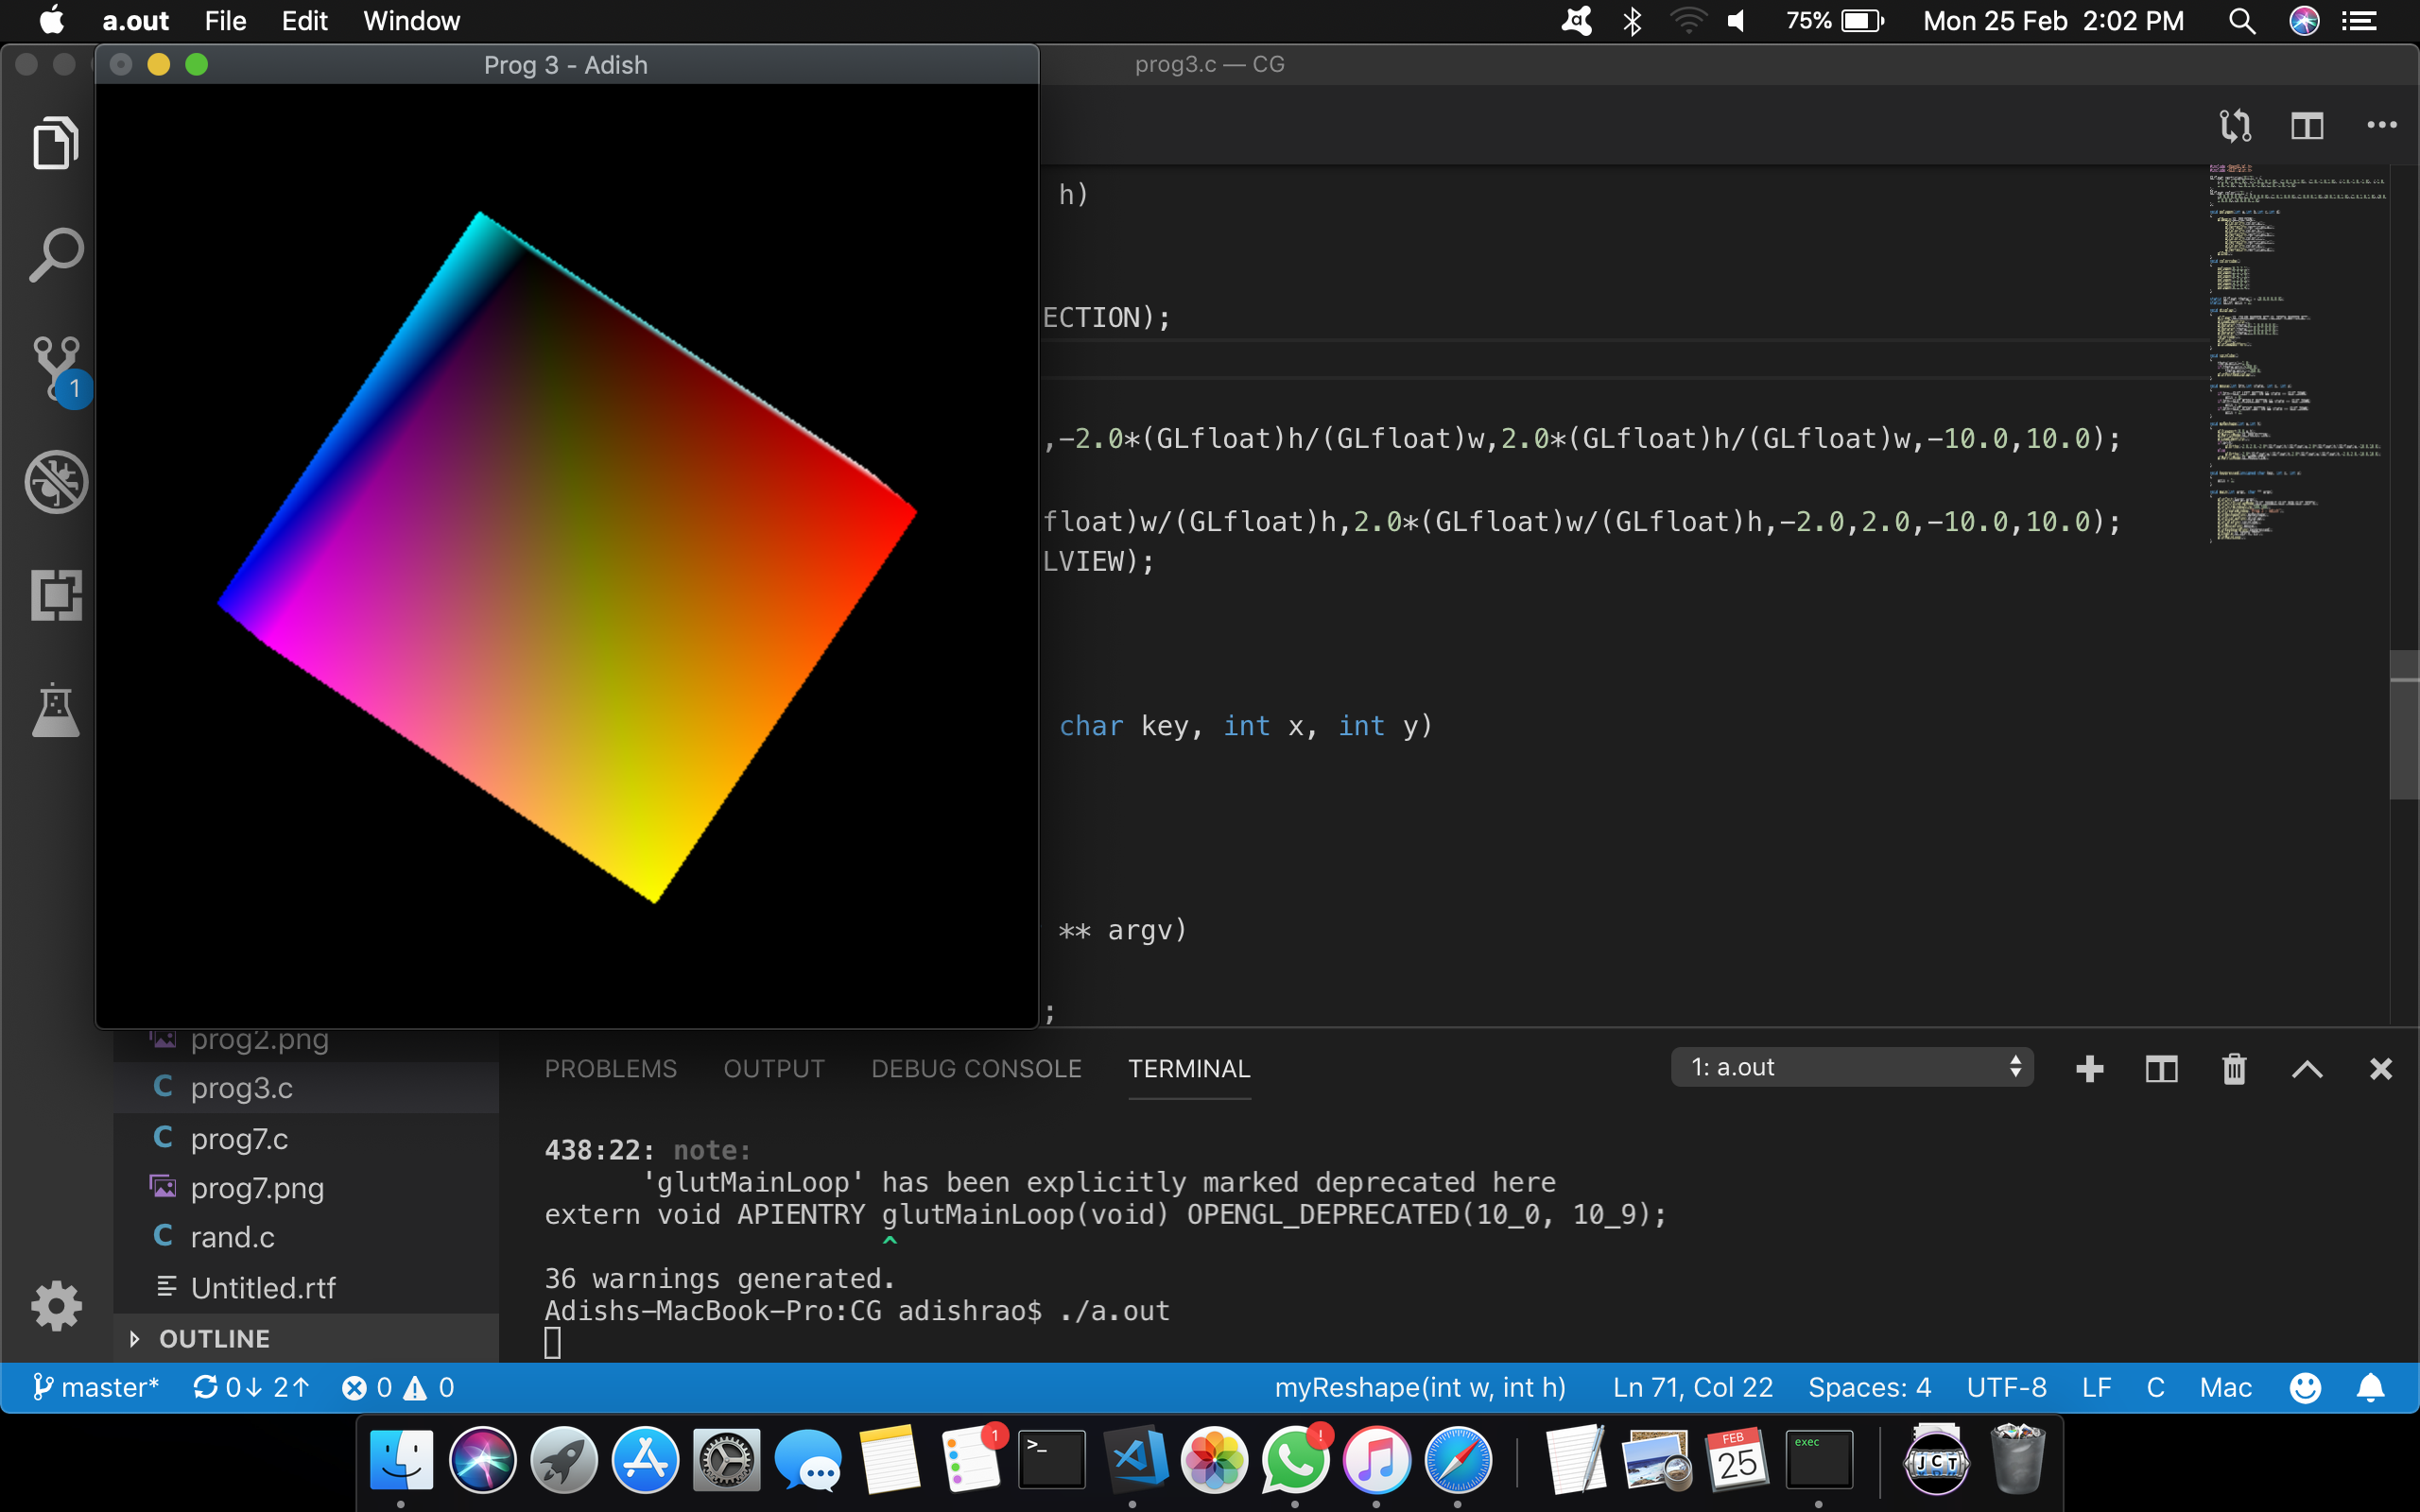 a.out File Edit Window 75% Mon 25 Feb 2:02 PM
Prog 3 - Adish
prog3.c — CG
1
h)
ECTION);
,-2.0*(GLfloat)h/(GLfloat)w,2.0*(GLfloat)h/(GLfloat)w,-10.0,10.0);
float)w/(GLfloat)h,2.0*(GLfloat)w/(GLfloat)h,-2.0,2.0,-10.0,10.0);
LVIEW);
char key, int x, int y)
** argv)
;
prog2.png
C prog3.c
C prog7.c
prog7.png
C rand.c
Untitled.rtf
OUTLINE
PROBLEMS OUTPUT DEBUG CONSOLE TERMINAL 1: a.out
438:22: note:
'glutMainLoop' has been explicitly marked deprecated here
extern void APIENTRY glutMainLoop(void) OPENGL_DEPRECATED(10_0, 10_9);
^
36 warnings generated.
Adishs-MacBook-Pro:CG adishrao$ ./a.out
master* 0↓ 2↑ 0 0 myReshape(int w, int h) Ln 71, Col 22 Spaces: 4 UTF-8 LF C Mac
1
!
>_
FEB
25
exec
JCT